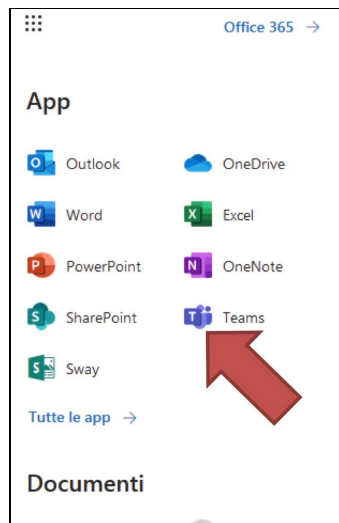 Office 365 →
App
Outlook
OneDrive
Word
Excel
PowerPoint
OneNote
SharePoint
Teams
Sway
Tutte le app →
Documenti